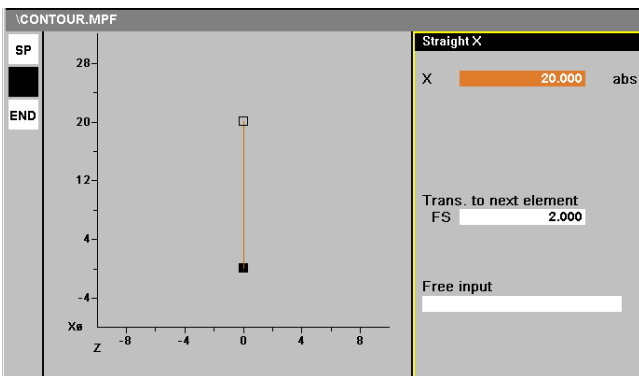 \CONTOUR.MPF
SP
END
28
20
12
4
-4
Xø
Z
-8
-4
0
4
8
Straight X
X 20.000 abs
Trans. to next element
FS 2.000
Free input